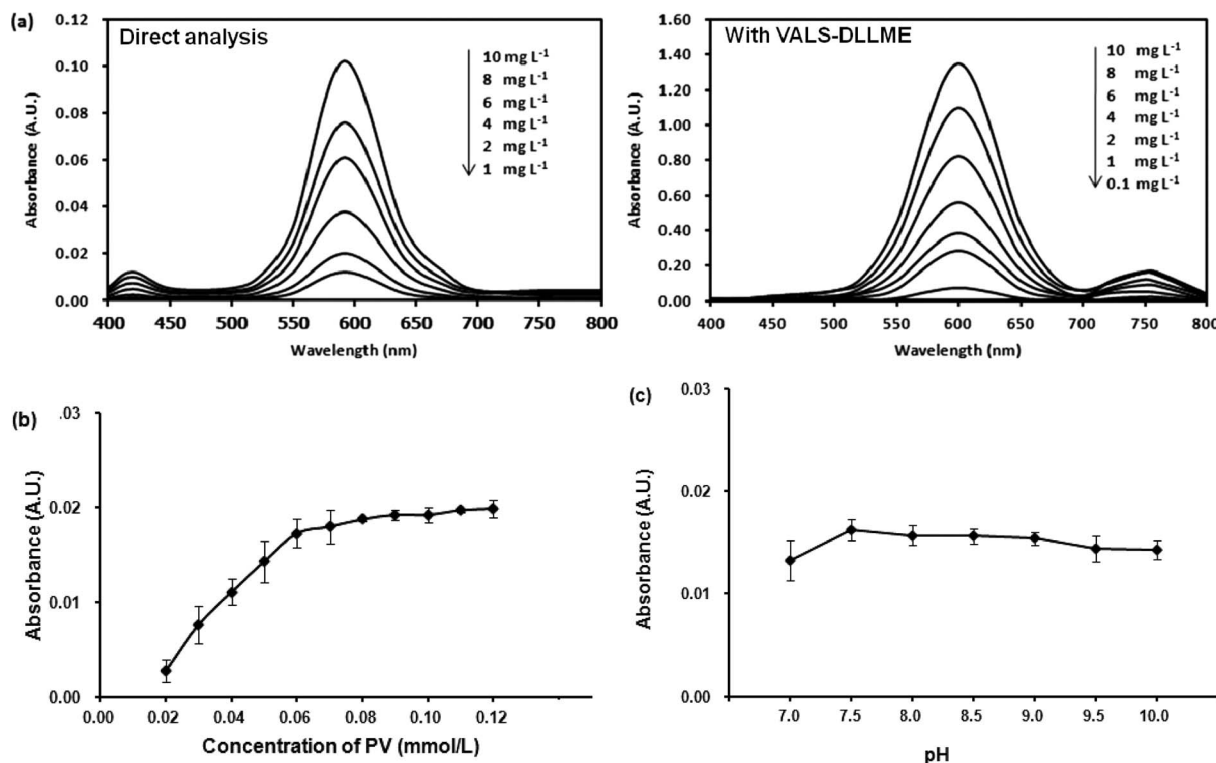 (a)
Direct analysis
Absorbance (A.U.)
0.12
0.10
0.08
0.06
0.04
0.02
0.00
10 mg L⁻¹
8 mg L⁻¹
6 mg L⁻¹
4 mg L⁻¹
2 mg L⁻¹
1 mg L⁻¹
400 450 500 550 600 650 700 750 800
Wavelength (nm)
With VALS-DLLME
Absorbance (A.U.)
1.60
1.40
1.20
1.00
0.80
0.60
0.40
0.20
0.00
10 mg L⁻¹
8 mg L⁻¹
6 mg L⁻¹
4 mg L⁻¹
2 mg L⁻¹
1 mg L⁻¹
0.1 mg L⁻¹
400 450 500 550 600 650 700 750 800
Wavelength (nm)
(b)
Absorbance (A.U.)
.03
0.02
0.01
0.00
0.00 0.02 0.04 0.06 0.08 0.10 0.12
Concentration of PV (mmol/L)
(c)
Absorbance (A.U.)
0.03
0.02
0.01
0.00
7.0 7.5 8.0 8.5 9.0 9.5 10.0
pH